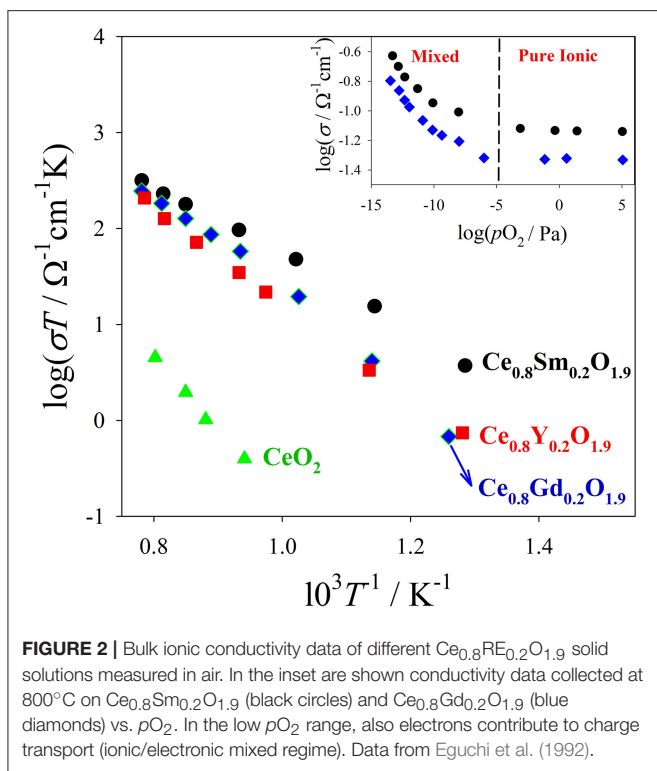 4
3
2
1
0
-1
log(σT / Ω⁻¹cm⁻¹K)
0.8 1.0 1.2 1.4
10³T¹ / K⁻¹
-0.6
-0.8
-1.0
-1.2
-1.4
log(σ / Ω⁻¹cm⁻¹)
Mixed Pure Ionic
-15 -10 -5 0 5
log(pO₂ / Pa)
Ce₀.₈Sm₀.₂O₁.₉
Ce₀.₈Y₀.₂O₁.₉
CeO₂
Ce₀.₈Gd₀.₂O₁.₉
FIGURE 2 | Bulk ionic conductivity data of different Ce₀.₈RE₀.₂O₁.₉ solid
solutions measured in air. In the inset are shown conductivity data collected at
800°C on Ce₀.₈Sm₀.₂O₁.₉ (black circles) and Ce₀.₈Gd₀.₂O₁.₉ (blue
diamonds) vs. pO₂. In the low pO₂ range, also electrons contribute to charge
transport (ionic/electronic mixed regime). Data from Eguchi et al. (1992).